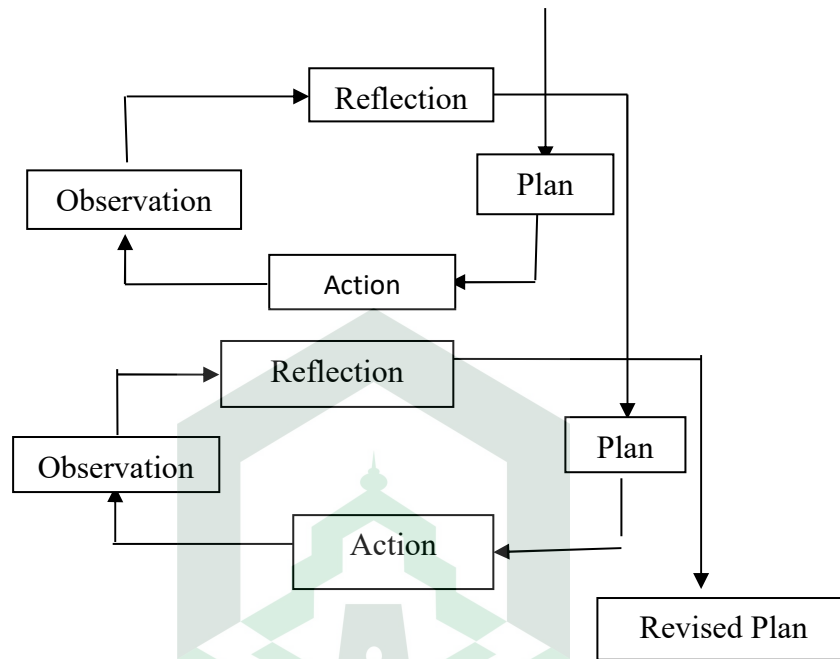 Reflection
Plan
Observation
Action
Reflection
Plan
Observation
Action
Revised Plan